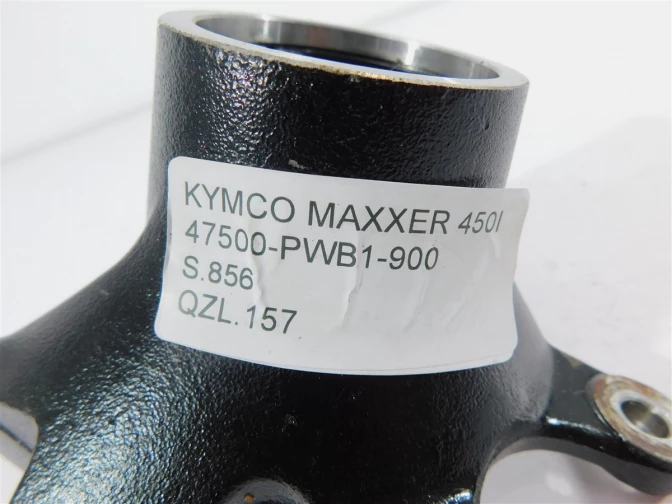 KYMCO MAXXER 450I
47500-PWB1-900
S.856
QZL.157